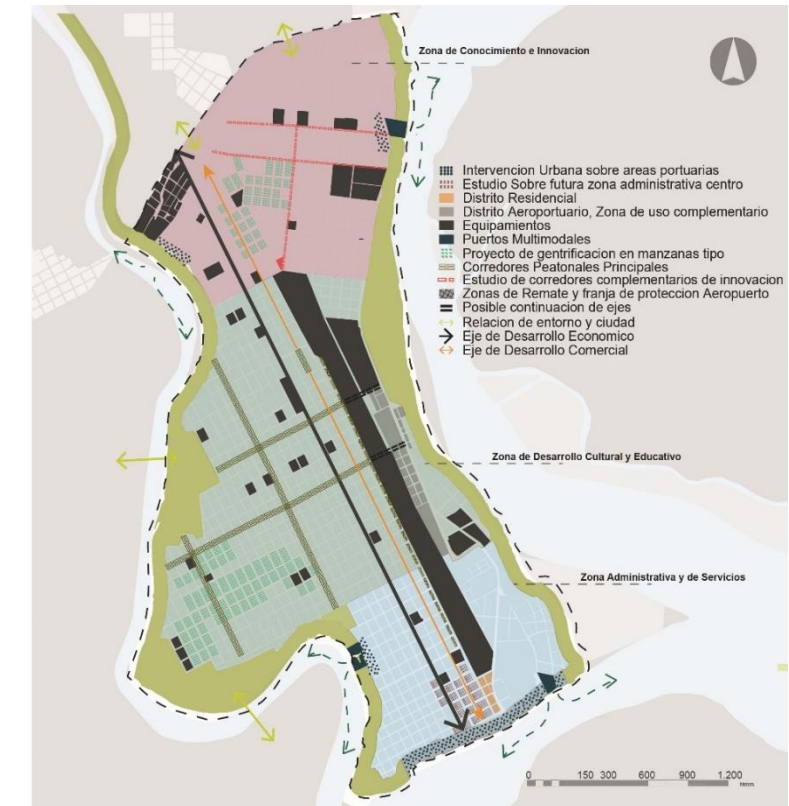 Zona de Conocimiento e Innovacion
Intervencion Urbana sobre areas portuarias
Estudio Sobre futura zona administrativa centro
Distrito Residencial
Distrito Aeroportuario, Zona de uso complementario
Equipamientos
Puertos Multimodales
Proyecto de gentrificacion en manzanas tipo
Corredores Peatonales Principales
Estudio de corredores complementarios de innovacion
Zonas de Remate y franja de proteccion Aeropuerto
Posible continuacion de ejes
Relacion de entorno y ciudad
Eje de Desarrollo Economico
Eje de Desarrollo Comercial
Zona de Desarrollo Cultural y Educativo
Zona Administrativa y de Servicios
0 150 300 600 900 1.200